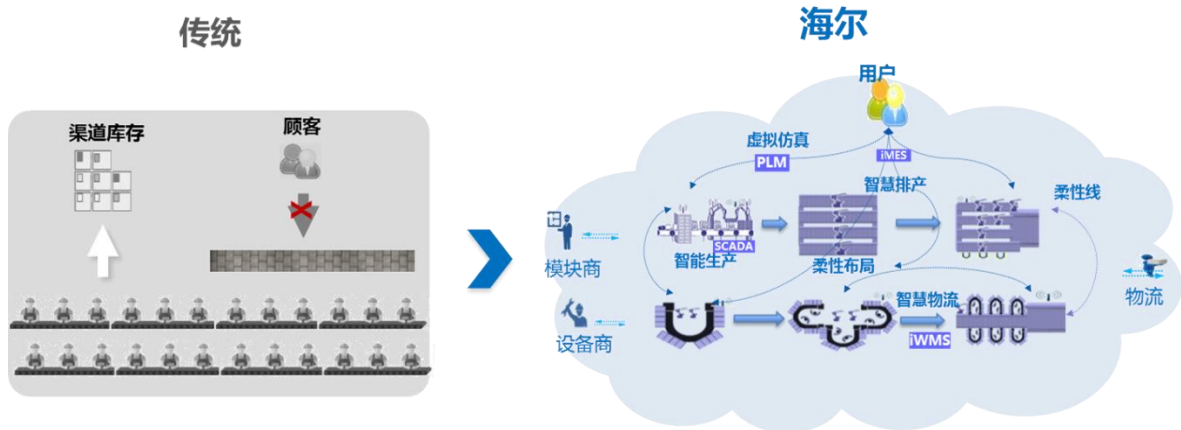 传统
海尔
渠道库存
顾客
用户
虚拟仿真
PLM
iMES
智慧排产
柔性线
SCADA
智能生产
柔性布局
模块商
智慧物流
物流
设备商
iWMS